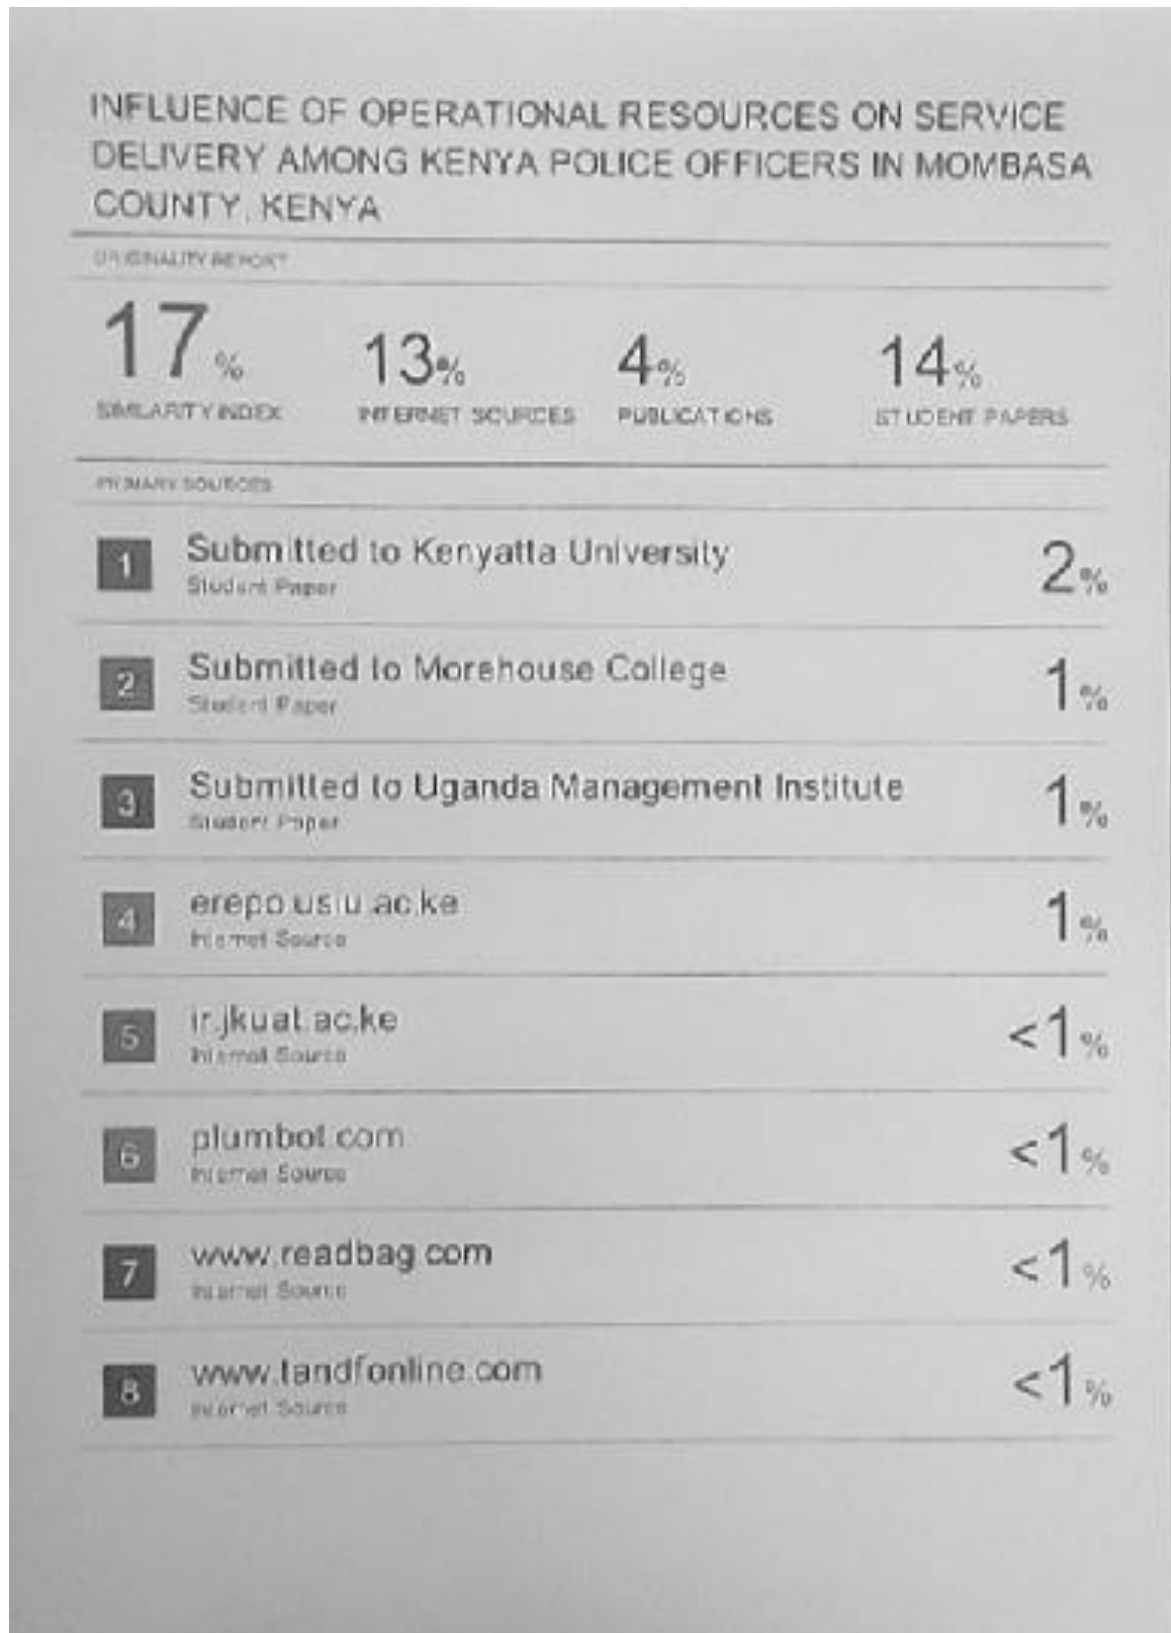 INFLUENCE OF OPERATIONAL RESOURCES ON SERVICE
DELIVERY AMONG KENYA POLICE OFFICERS IN MOMBASA
COUNTY, KENYA
ORIGINALITY REPORT
17%
13%
4%
14%
SIMILARITY INDEX
INTERNET SOURCES
PUBLICATIONS
STUDENT PAPERS
PRIMARY SOURCES
1
Submitted to Kenyatta University
2%
Student Paper
2
Submitted to Morehouse College
1%
Student Paper
3
Submitted to Uganda Management Institute
1%
Student Paper
4
erepo.usiu.ac.ke
1%
Internet Source
5
ir.jkuat.ac.ke
<1%
Internet Source
6
plumbot.com
<1%
Internet Source
7
www.readbag.com
<1%
Internet Source
8
www.tandfonline.com
<1%
Internet Source